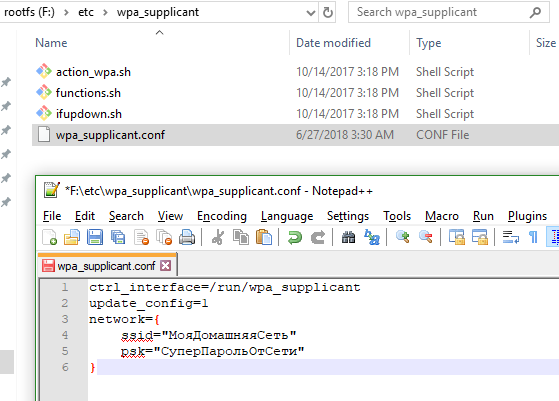 rootfs (F:) › etc › wpa_supplicant
Search wpa_supplicant
Name Date modified Type
action_wpa.sh 10/14/2017 3:18 PM Shell Script
functions.sh 10/14/2017 3:18 PM Shell Script
ifupdown.sh 10/14/2017 3:18 PM Shell Script
wpa_supplicant.conf 6/27/2018 3:30 AM CONF File
*F:\etc\wpa_supplicant\wpa_supplicant.conf - Notepad++
File Edit Search View Encoding Language Settings Tools Macro Run Plugins
wpa_supplicant.conf
1 ctrl_interface=/run/wpa_supplicant
2 update_config=1
3 network={
4 ssid="МояДомашняяСеть"
5 psk="СуперПарольОтСети"
6 }